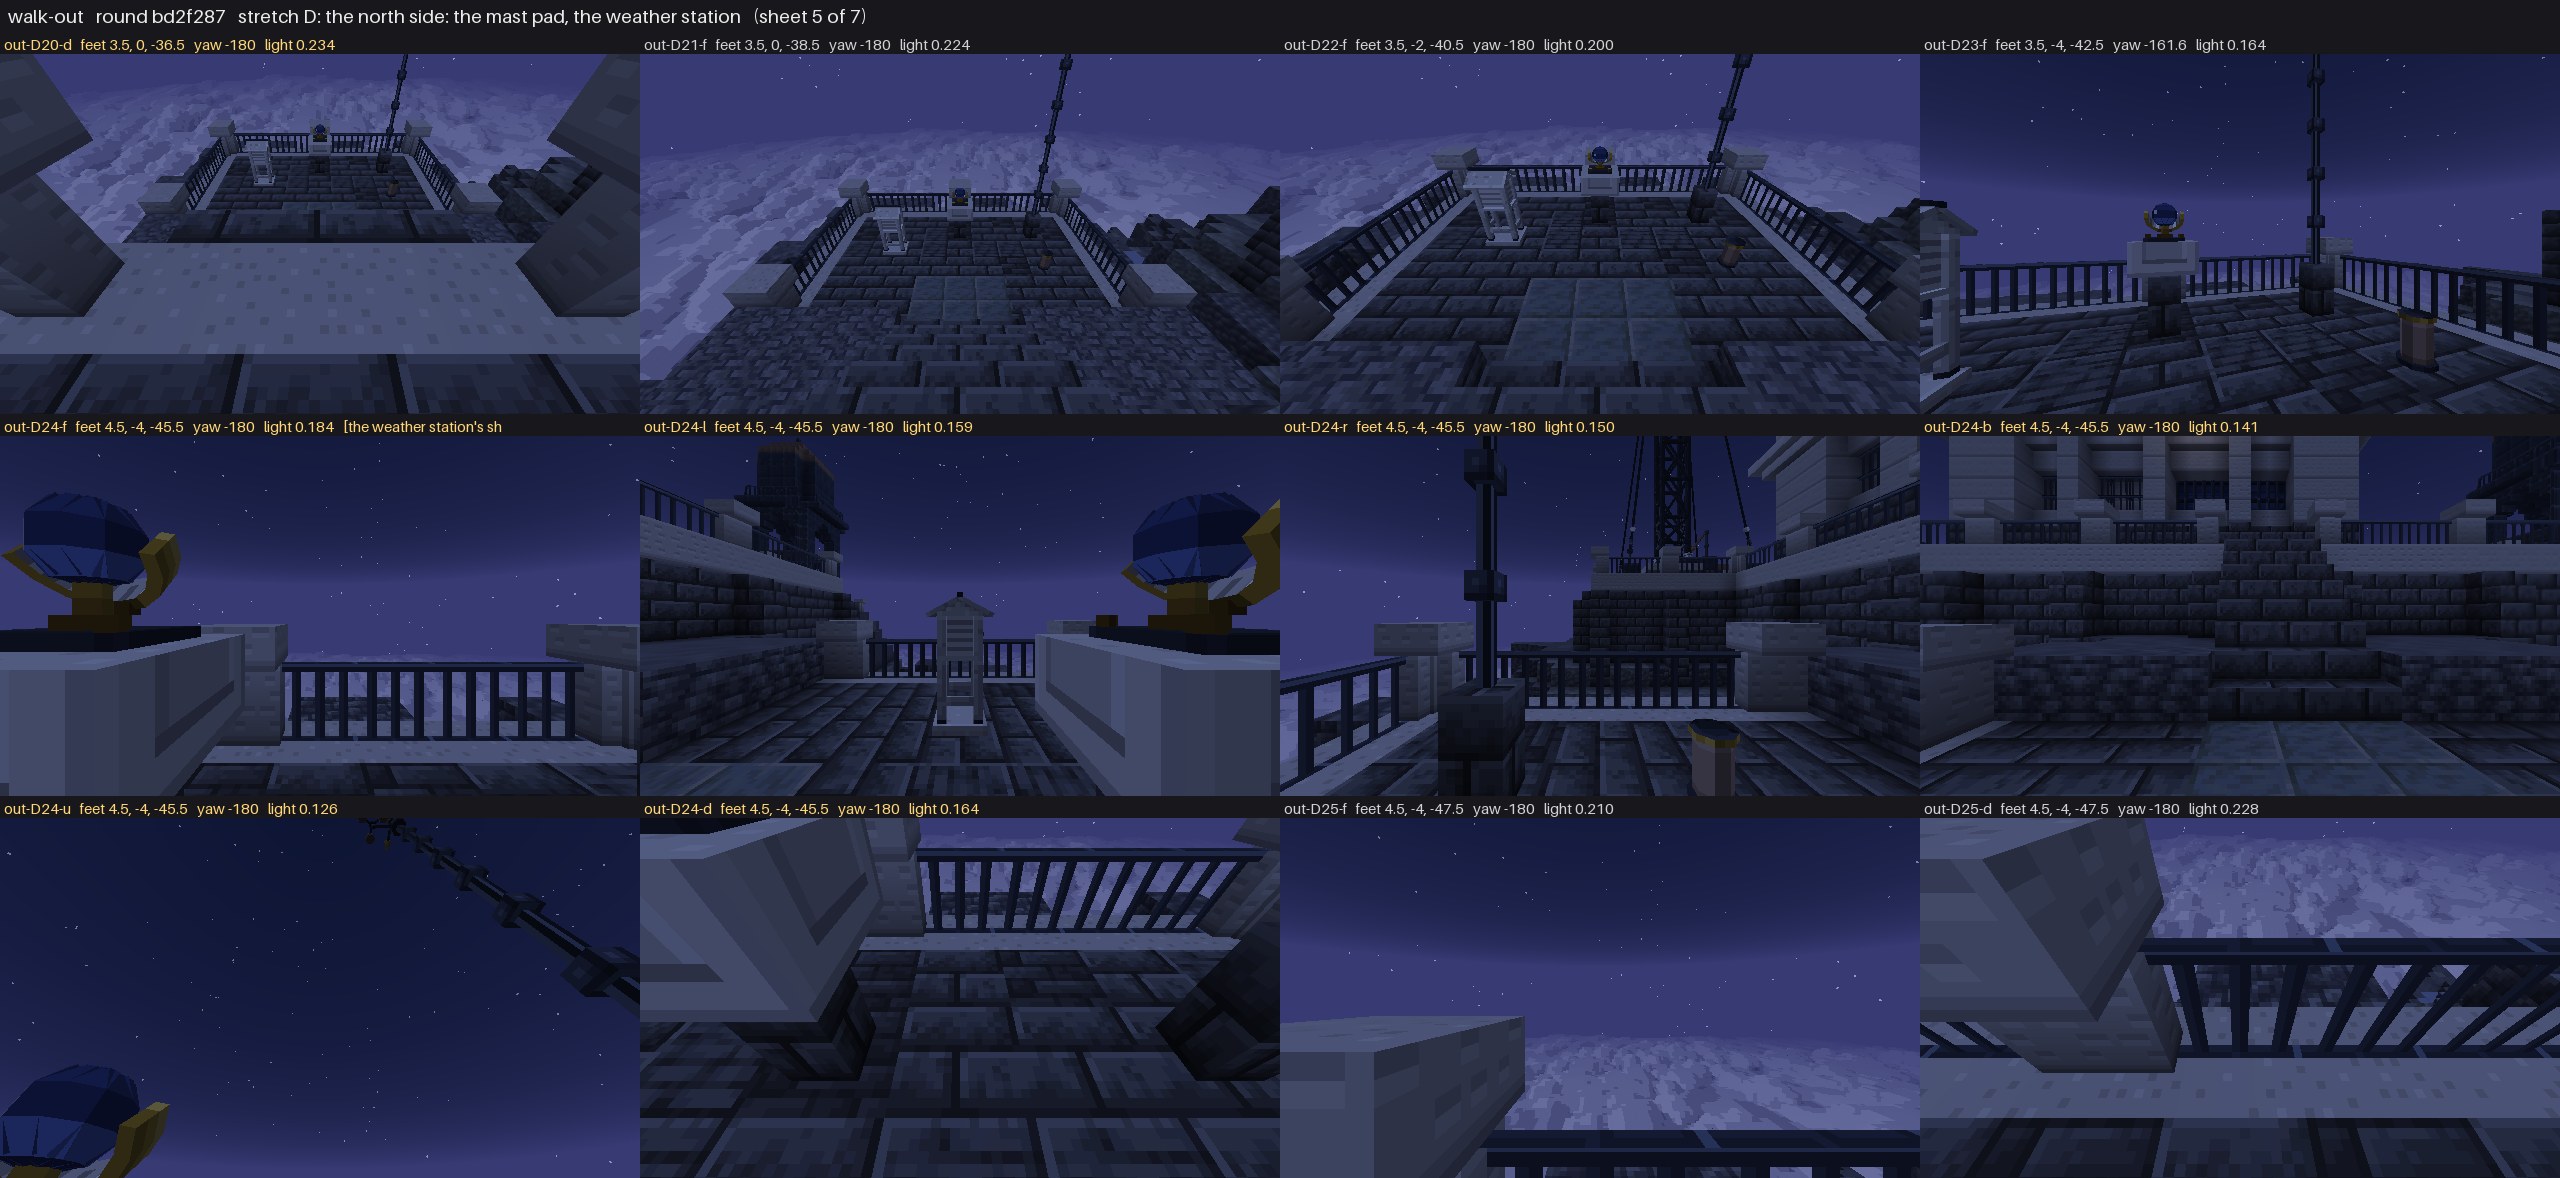 walk-out round bd2f287 stretch D: the north side: the mast pad, the weather station (sheet 5 of 7)
out-D20-d feet 3.5, 0, -36.5 yaw -180 light 0.234
out-D21-f feet 3.5, 0, -38.5 yaw -180 light 0.224
out-D22-f feet 3.5, -2, -40.5 yaw -180 light 0.200
out-D23-f feet 3.5, -4, -42.5 yaw -161.6 light 0.164
out-D24-f feet 4.5, -4, -45.5 yaw -180 light 0.184 [the weather station's sh
out-D24-l feet 4.5, -4, -45.5 yaw -180 light 0.159
out-D24-r feet 4.5, -4, -45.5 yaw -180 light 0.150
out-D24-b feet 4.5, -4, -45.5 yaw -180 light 0.141
out-D24-u feet 4.5, -4, -45.5 yaw -180 light 0.126
out-D24-d feet 4.5, -4, -45.5 yaw -180 light 0.164
out-D25-f feet 4.5, -4, -47.5 yaw -180 light 0.210
out-D25-d feet 4.5, -4, -47.5 yaw -180 light 0.228